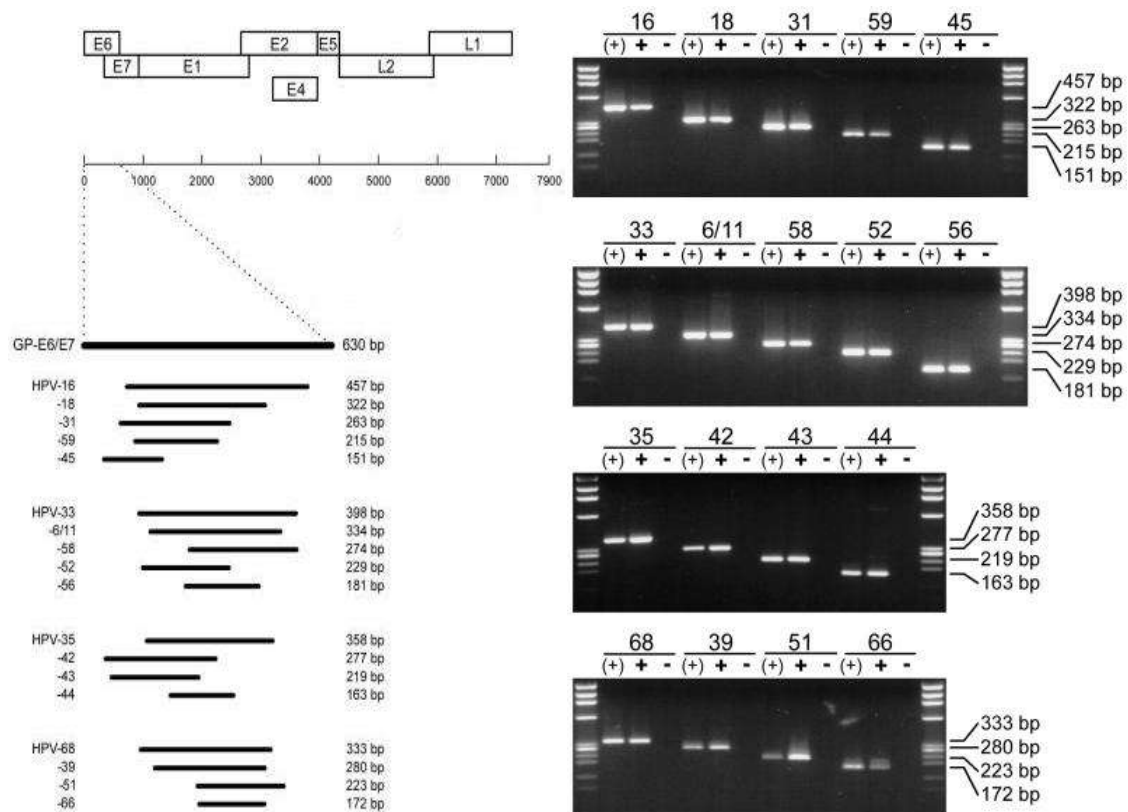 E6 E2 E5 L1
E7 E1 L2
E4
0 1000 2000 3000 4000 5000 6000 7000 7900
GP-E6/E7 630 bp
HPV-16 457 bp
-18 322 bp
-31 263 bp
-59 215 bp
-45 151 bp
HPV-33 398 bp
-6/11 334 bp
-58 274 bp
-52 229 bp
-56 181 bp
HPV-35 358 bp
-42 277 bp
-43 219 bp
-44 163 bp
HPV-68 333 bp
-39 280 bp
-51 223 bp
-66 172 bp
16 18 31 59 45
(+) + - (+) + - (+) + - (+) + - (+) + -
457 bp
322 bp
263 bp
215 bp
151 bp
33 6/11 58 52 56
(+) + - (+) + - (+) + - (+) + - (+) + -
398 bp
334 bp
274 bp
229 bp
181 bp
35 42 43 44
(+) + - (+) + - (+) + - (+) + -
358 bp
277 bp
219 bp
163 bp
68 39 51 66
(+) + - (+) + - (+) + - (+) + -
333 bp
280 bp
223 bp
172 bp